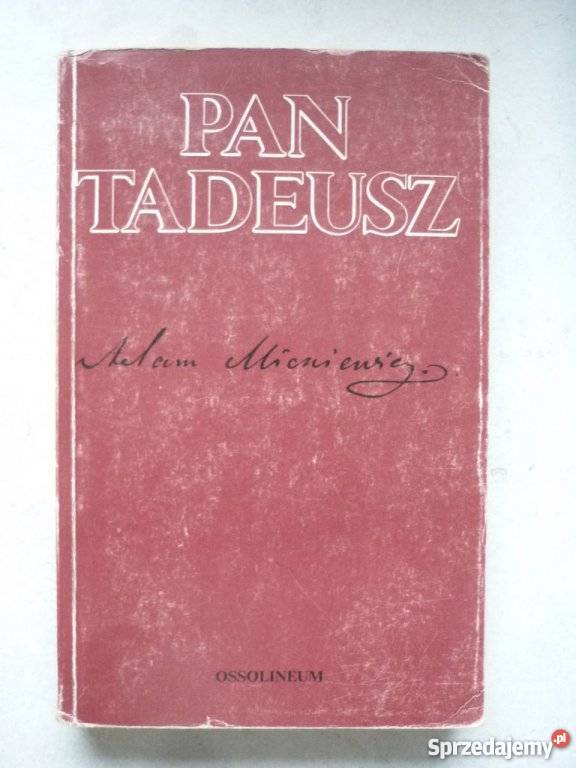 PAN
TADEUSZ
Adam Mickiewicz.
OSSOLINEUM
Sprzedajemy.pl